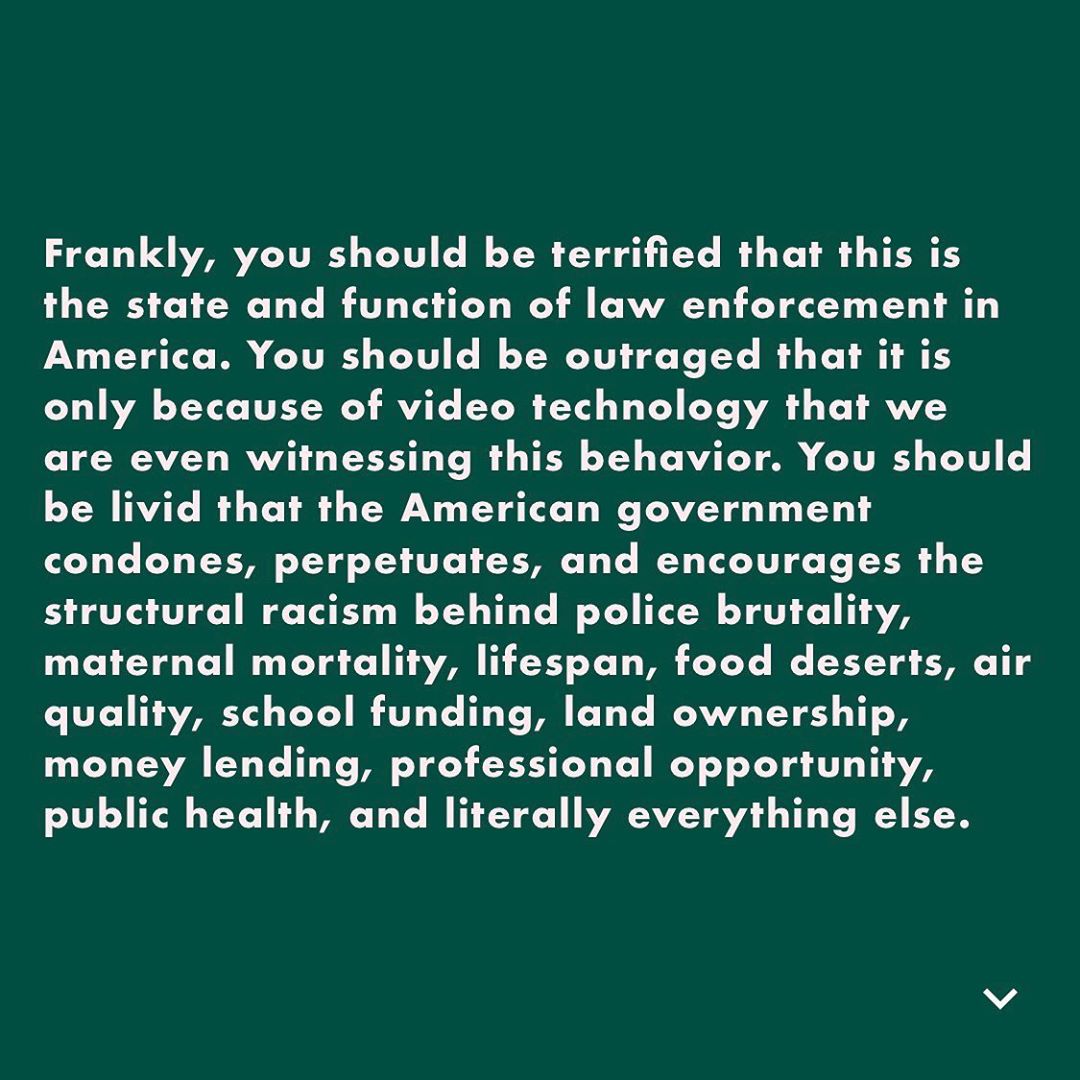 Frankly, you should be terrified that this is
the state and function of law enforcement in
America. You should be outraged that it is
only because of video technology that we
are even witnessing this behavior. You should
be livid that the American government
condones, perpetuates, and encourages the
structural racism behind police brutality,
maternal mortality, lifespan, food deserts, air
quality, school funding, land ownership,
money lending, professional opportunity,
public health, and literally everything else.